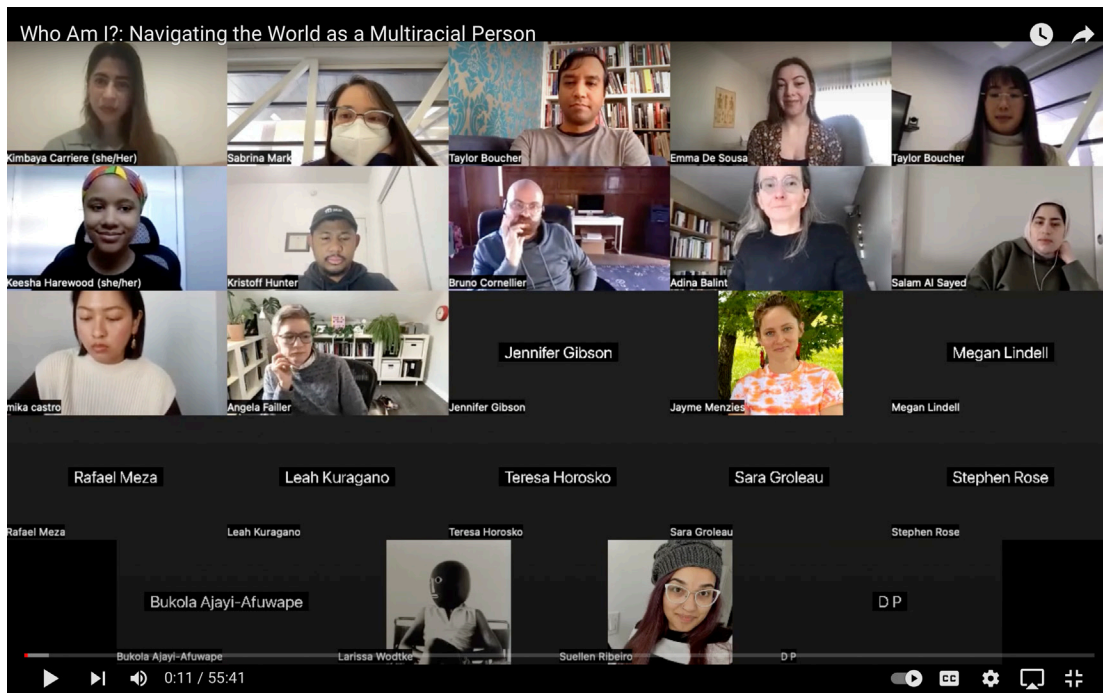 Who Am I?: Navigating the World as a Multiracial Person
Kimbaya Carriere (she/Her)
Sabrina Mark
Taylor Boucher
Emma De Sousa
Taylor Boucher
Keesha Harewood (she/her)
Kristoff Hunter
Bruno Cornellier
Adina Balint
Salam Al Sayed
mika castro
Angela Failler
Jennifer Gibson
Jennifer Gibson
Jayme Menzies
Megan Lindell
Megan Lindell
Rafael Meza
Leah Kuragano
Teresa Horosko
Sara Groleau
Stephen Rose
Rafael Meza
Leah Kuragano
Teresa Horosko
Sara Groleau
Stephen Rose
Bukola Ajayi-Afuwape
D P
Bukola Ajayi-Afuwape
Larissa Wodtke
Suellen Ribeiro
D P
0:11 / 55:41
CC